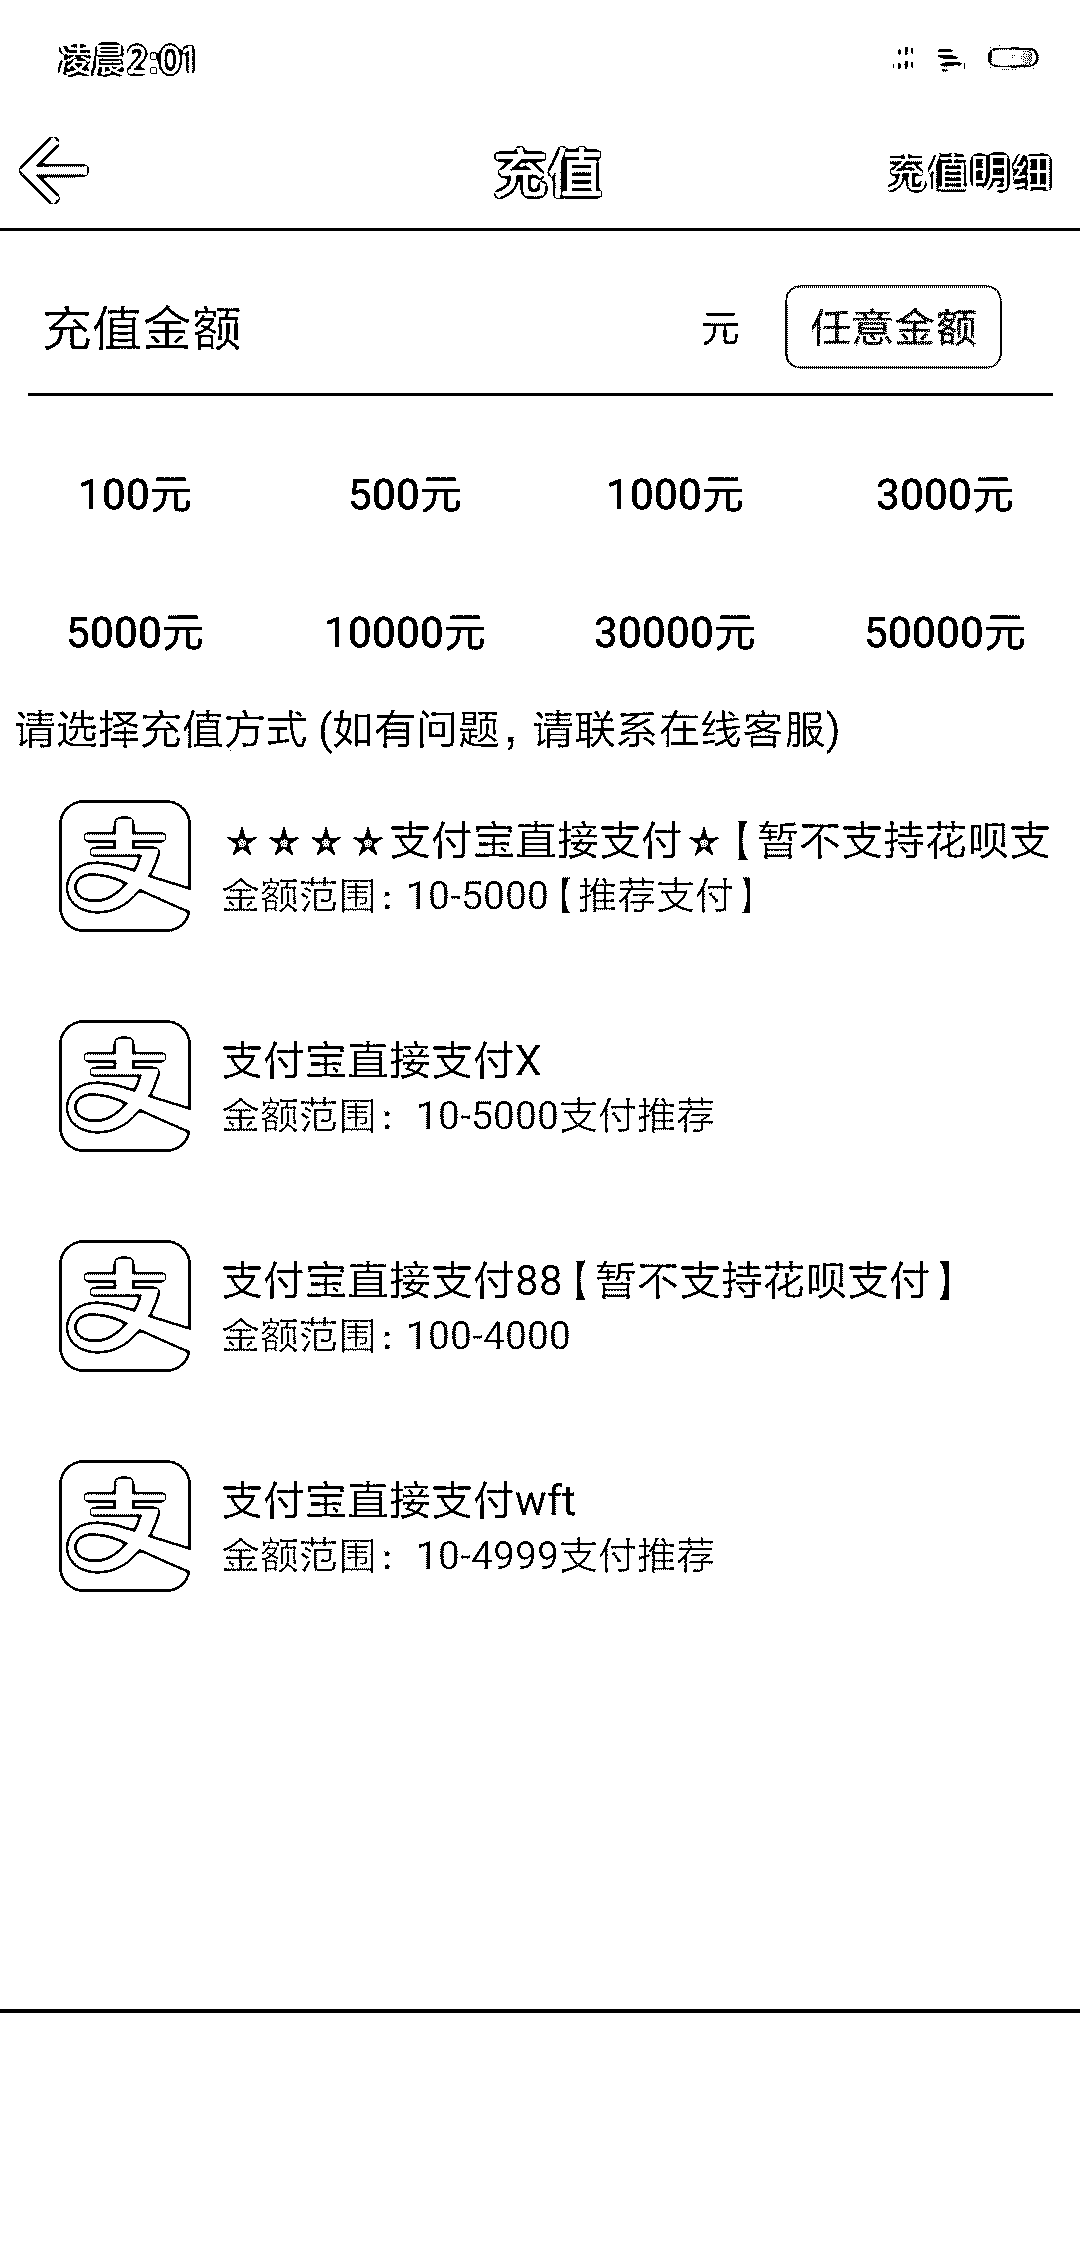 凌晨2:01
充值 充值明细
充值金额 元 任意金额
100元 500元 1000元 3000元
5000元 10000元 30000元 50000元
请选择充值方式 (如有问题, 请联系在线客服)
★★★★支付宝直接支付★【暂不支持花呗支
金额范围: 10-5000【推荐支付】
支付宝直接支付X
金额范围: 10-5000支付推荐
支付宝直接支付88【暂不支持花呗支付】
金额范围: 100-4000
支付宝直接支付wft
金额范围: 10-4999支付推荐